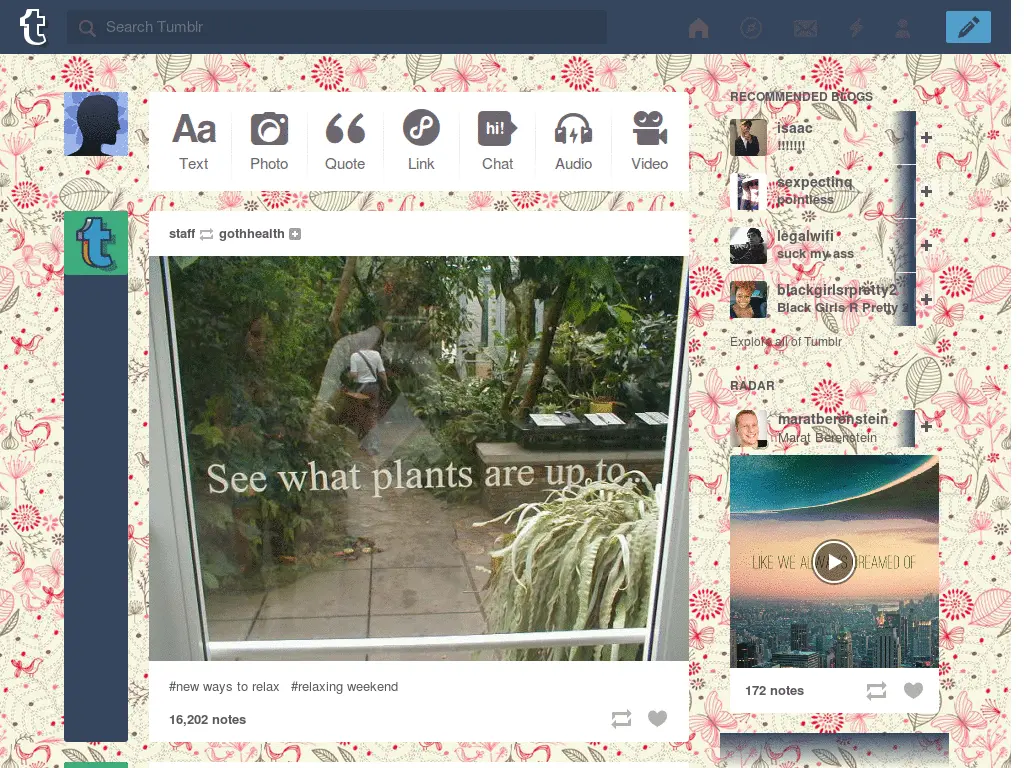 t
Search Tumblr
Aa
Text
Photo
Quote
Link
hi!
Chat
Audio
Video
t
staff gothhealth
See what plants are up to...
#new ways to relax #relaxing weekend
16,202 notes
RECOMMENDED BLOGS
isaac
!!!!!!!
sexpecting
pointless
legalwifi
suck my ass
blackgirlsrpretty2
Black Girls R Pretty 2
Explore all of Tumblr
RADAR
maratberenstein
Marat Berenstein
LIKE WE ALWAYS DREAMED OF
172 notes